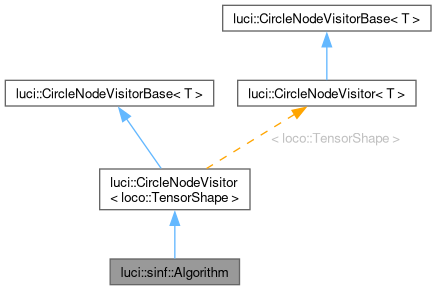 luci::CircleNodeVisitorBase< T >
luci::CircleNodeVisitorBase< T >
luci::CircleNodeVisitor< T >
< loco::TensorShape >
luci::CircleNodeVisitor
< loco::TensorShape >
luci::sinf::Algorithm